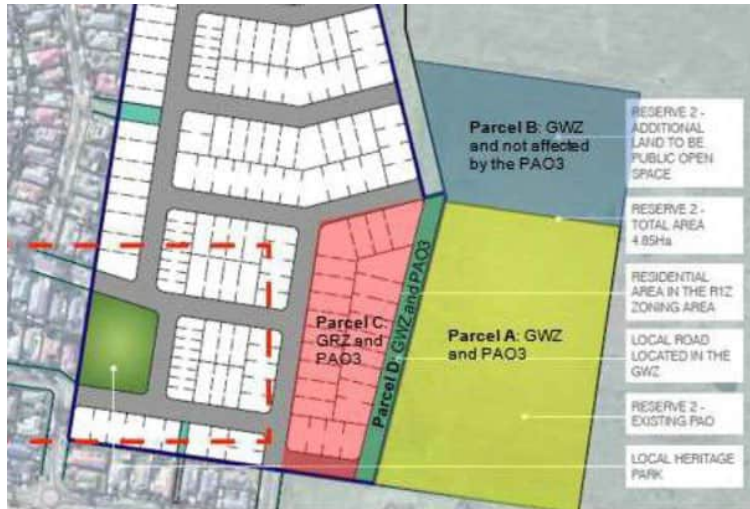 Parcel B: GWZ
and not affected
by the PAO3
Parcel C:
GRZ and
PAO3
Parcel D: GWZ and PAO3
Parcel A: GWZ
and PAO3
RESERVE 2 -
ADDITIONAL
LAND TO BE
PUBLIC OPEN
SPACE
RESERVE 2 -
TOTAL AREA
4.85Ha
RESIDENTIAL
AREA IN THE R1Z
ZONING AREA
LOCAL ROAD
LOCATED IN THE
GWZ
RESERVE 2 -
EXISTING PAO
LOCAL HERITAGE
PARK